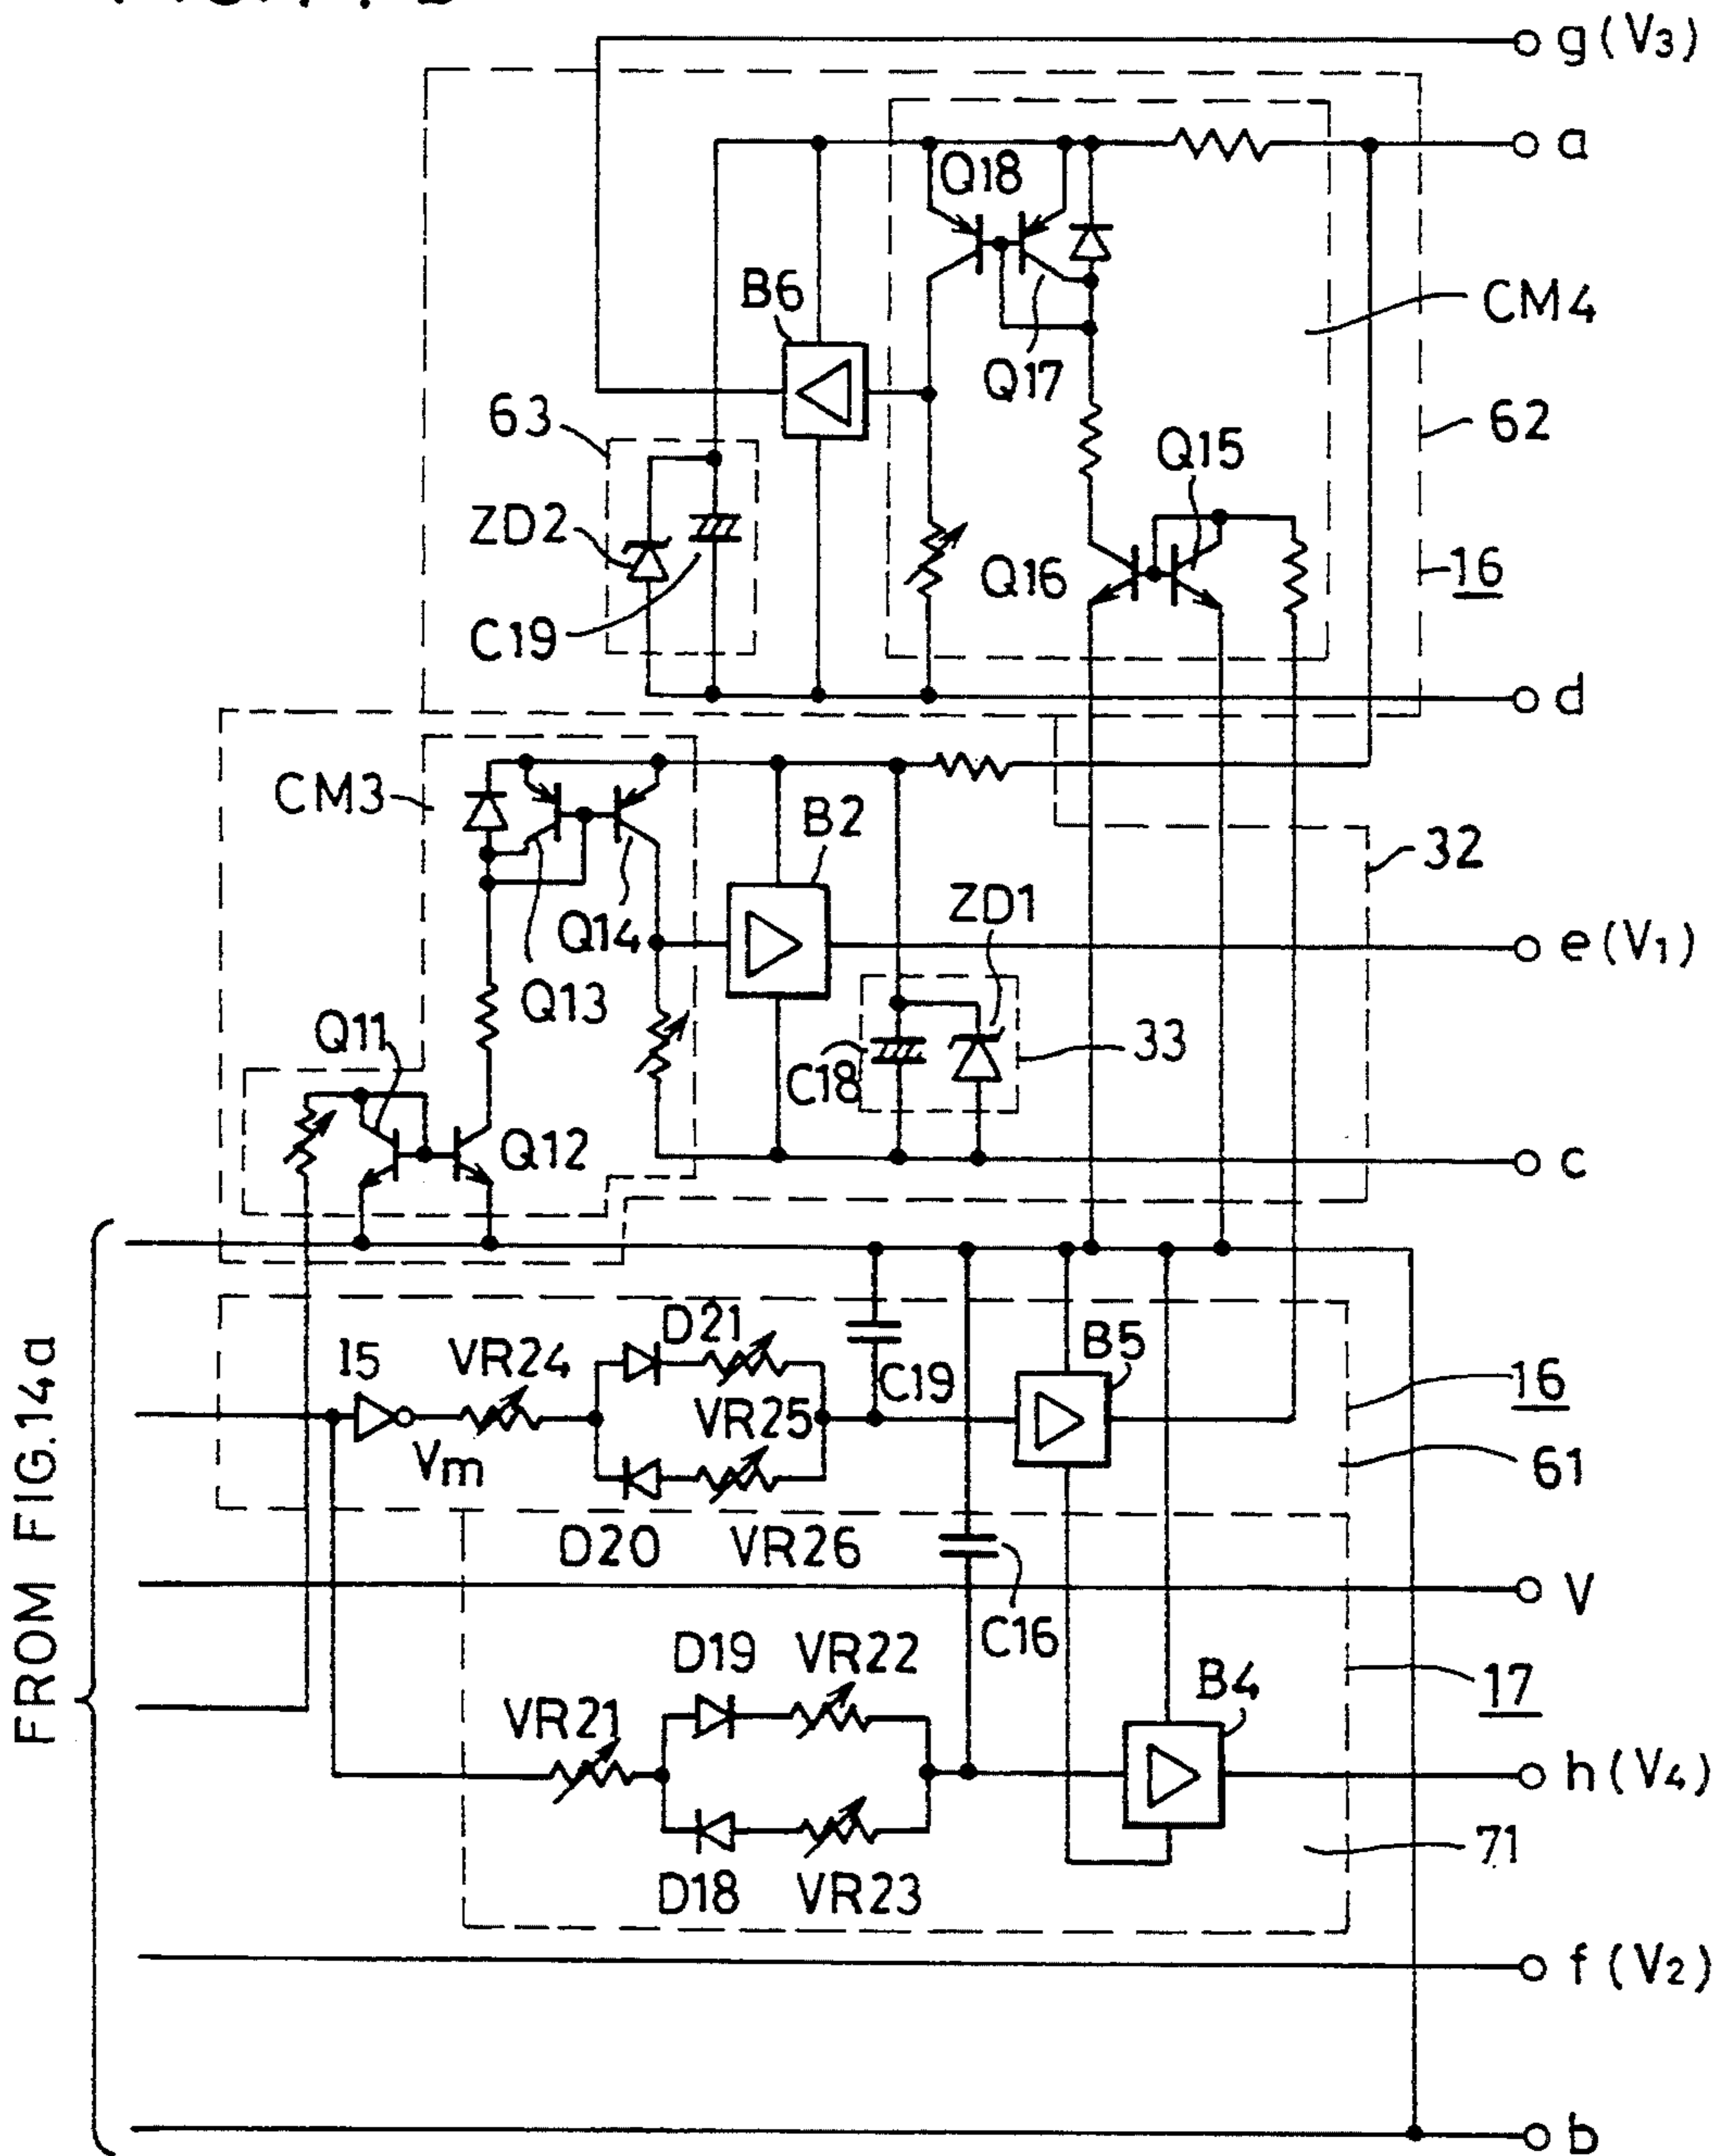 g (V3)
a
Q18
B6
CM4
Q17
63
62
Q15
ZD2
Q16
16
C19
d
CM3
B2
32
ZD1
Q14
e (V1)
Q13
Q11
33
C18
Q12
c
D21
I5
VR24
B5
C19
16
VR25
Vm
61
D20
VR26
V
C16
D19
VR22
B4
17
VR21
h (V4)
71
D18
VR23
f (V2)
b
FROM FIG.14a